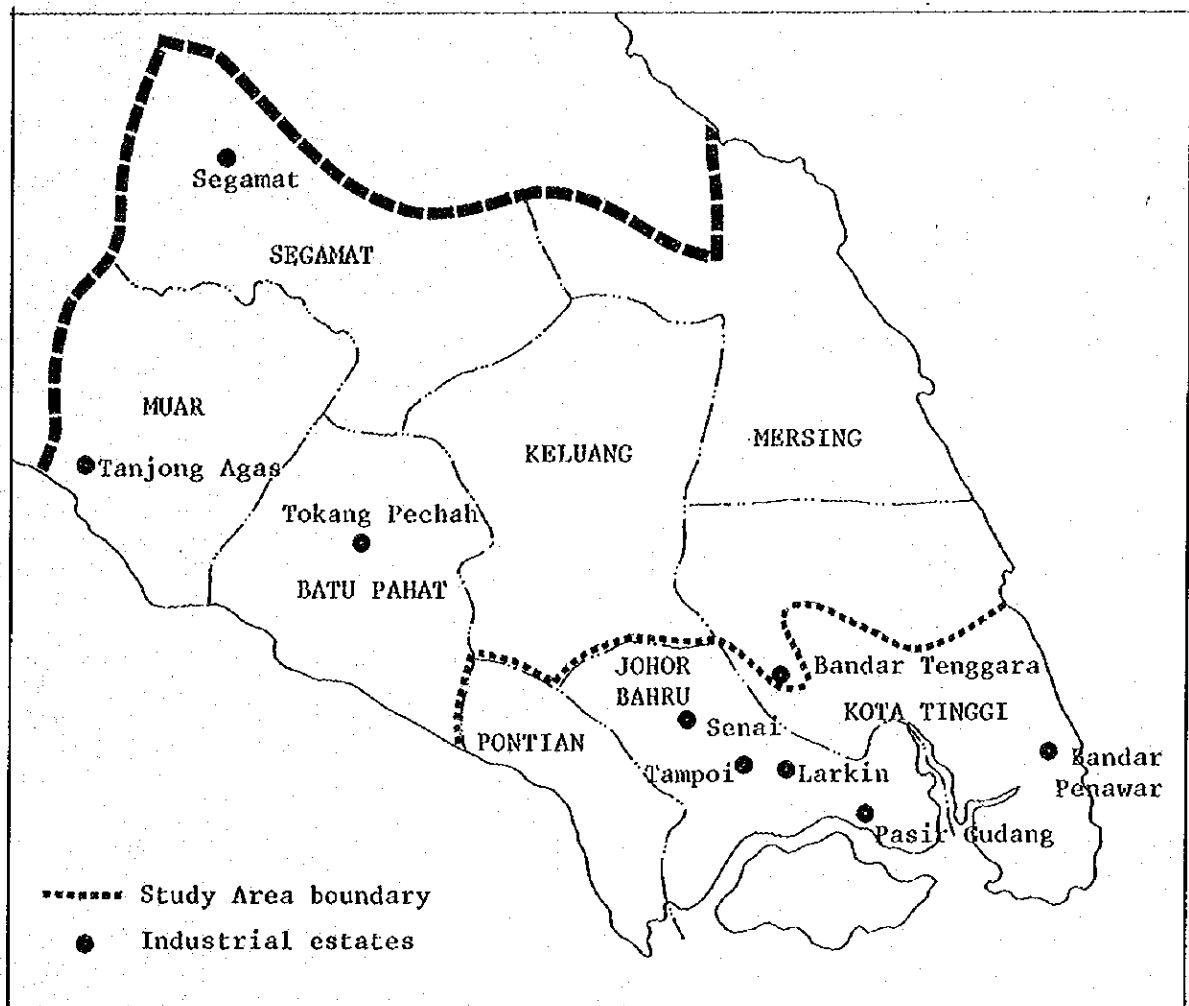 Segamat
SEGAMAT
MUAR
Tanjong Agas
KELUANG
MERSING
Tokang Pechah
BATU PAHAT
JOHOR
BAHRU
Bandar Tenggara
KOTA TINGGI
Senai
PONTIAN
Tampoi
Larkin
Bandar
Penawar
Pasir Gudang
Study Area boundary
Industrial estates